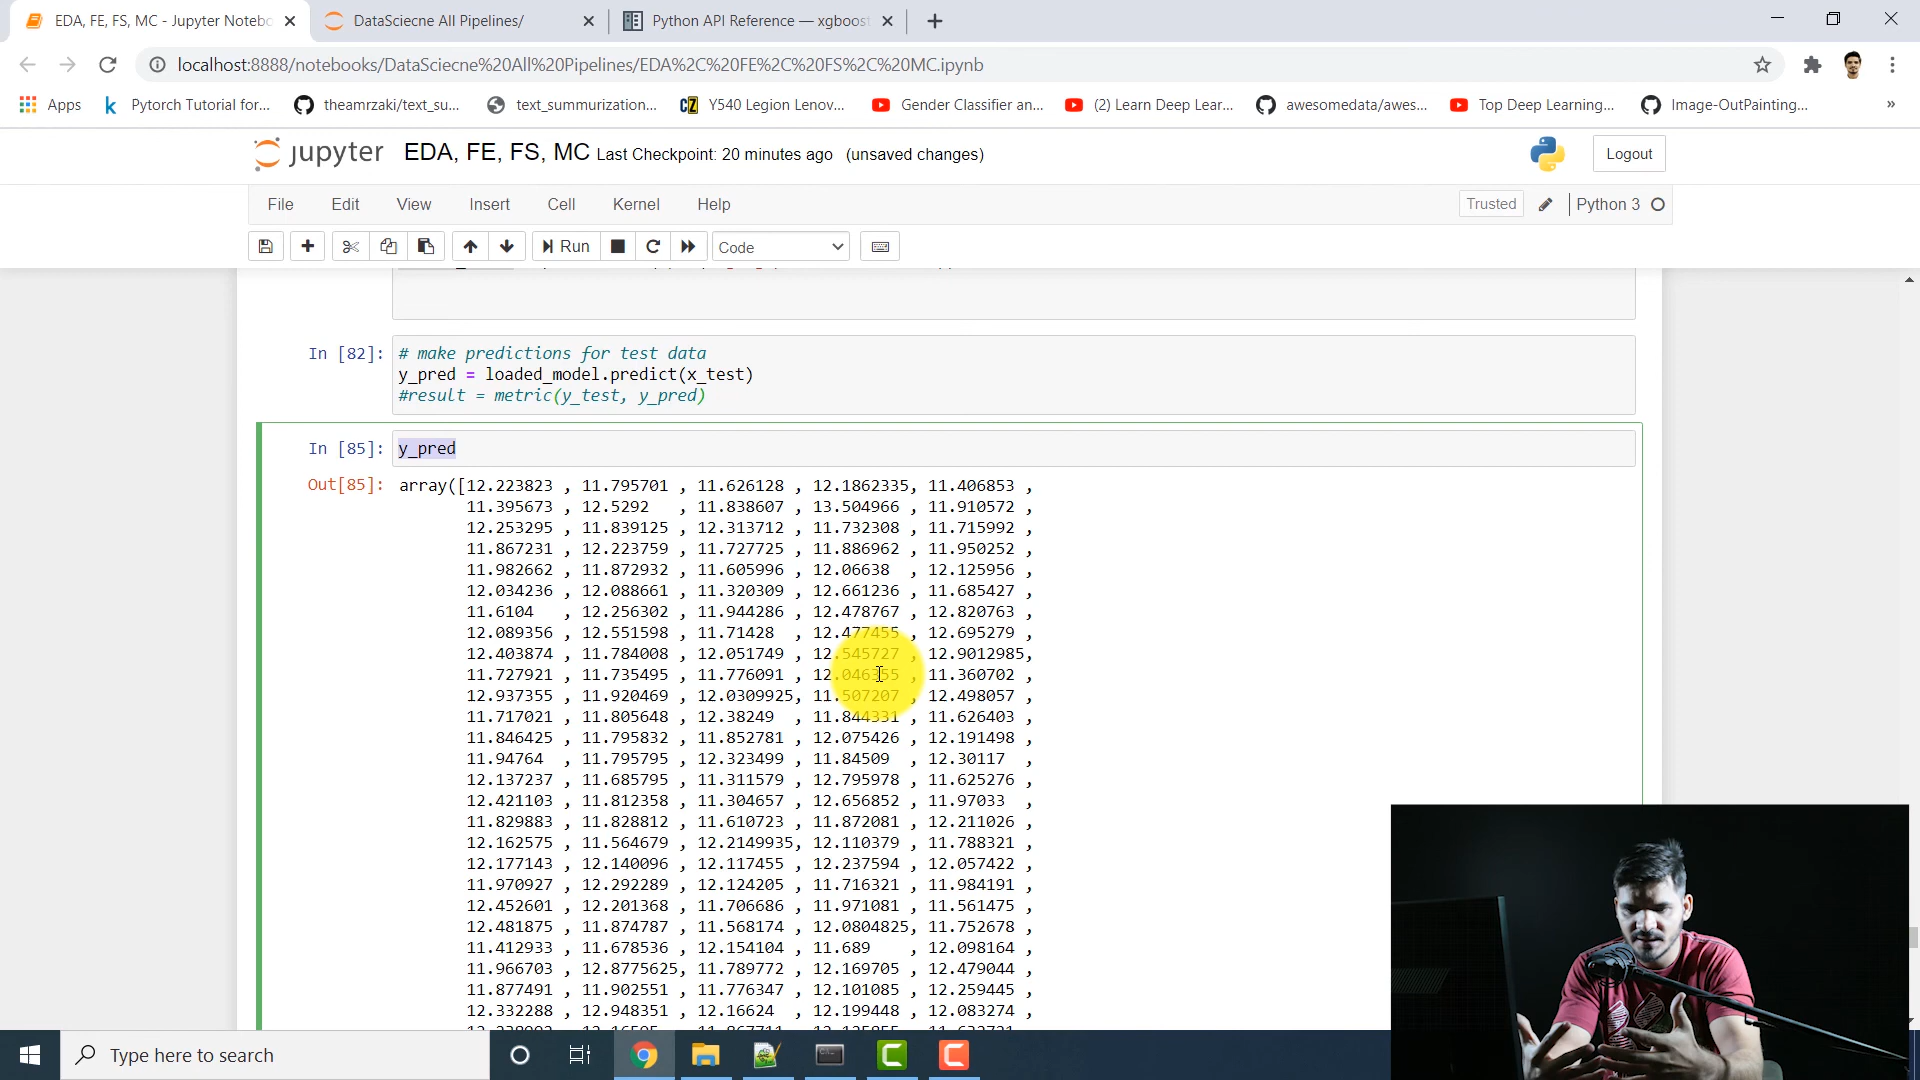 EDA, FE, FS, MC - Jupyter Notebo
DataSciecne All Pipelines/
Python API Reference — xgboost
localhost:8888/notebooks/DataSciecne%20All%20Pipelines/EDA%2C%20FE%2C%20FS%2C%20MC.ipynb
Apps
Pytorch Tutorial for...
theamrzaki/text_su...
text_summurization...
CZ
Y540 Legion Lenov...
Gender Classifier an...
(2) Learn Deep Lear...
awesomedata/awes...
Top Deep Learning...
Image-OutPainting...
»
jupyter
EDA, FE, FS, MC Last Checkpoint: 20 minutes ago (unsaved changes)
Logout
File Edit View Insert Cell Kernel Help
Trusted
Python 3
Run
Code
In [82]:
# make predictions for test data
y_pred = loaded_model.predict(x_test)
#result = metric(y_test, y_pred)
In [85]: y_pred
Out[85]: array([12.223823 , 11.795701 , 11.626128 , 12.1862335, 11.406853 ,
11.395673 , 12.5292 , 11.838607 , 13.504966 , 11.910572 ,
12.253295 , 11.839125 , 12.313712 , 11.732308 , 11.715992 ,
11.867231 , 12.223759 , 11.727725 , 11.886962 , 11.950252 ,
11.982662 , 11.872932 , 11.605996 , 12.06638 , 12.125956 ,
12.034236 , 12.088661 , 11.320309 , 12.661236 , 11.685427 ,
11.6104 , 12.256302 , 11.944286 , 12.478767 , 12.820763 ,
12.089356 , 12.551598 , 11.71428 , 12.477455 , 12.695279 ,
12.403874 , 11.784008 , 12.051749 , 12.545727 , 12.9012985,
11.727921 , 11.735495 , 11.776091 , 12.046355 , 11.360702 ,
12.937355 , 11.920469 , 12.0309925, 11.507207 , 12.498057 ,
11.717021 , 11.805648 , 12.38249 , 11.844331 , 11.626403 ,
11.846425 , 11.795832 , 11.852781 , 12.075426 , 12.191498 ,
11.94764 , 11.795795 , 12.323499 , 11.84509 , 12.30117 ,
12.137237 , 11.685795 , 11.311579 , 12.795978 , 11.625276 ,
12.421103 , 11.812358 , 11.304657 , 12.656852 , 11.97033 ,
11.829883 , 11.828812 , 11.610723 , 11.872081 , 12.211026 ,
12.162575 , 11.564679 , 12.2149935, 12.110379 , 11.788321 ,
12.177143 , 12.140096 , 12.117455 , 12.237594 , 12.057422 ,
11.970927 , 12.292289 , 12.124205 , 11.716321 , 11.984191 ,
12.452601 , 12.201368 , 11.706686 , 11.971081 , 11.561475 ,
12.481875 , 11.874787 , 11.568174 , 12.0804825, 11.752678 ,
11.412933 , 11.678536 , 12.154104 , 11.689 , 12.098164 ,
11.966703 , 12.8775625, 11.789772 , 12.169705 , 12.479044 ,
11.877491 , 11.902551 , 11.776347 , 12.101085 , 12.259445 ,
12.332288 , 12.948351 , 12.16624 , 12.199448 , 12.083274 ,
Type here to search